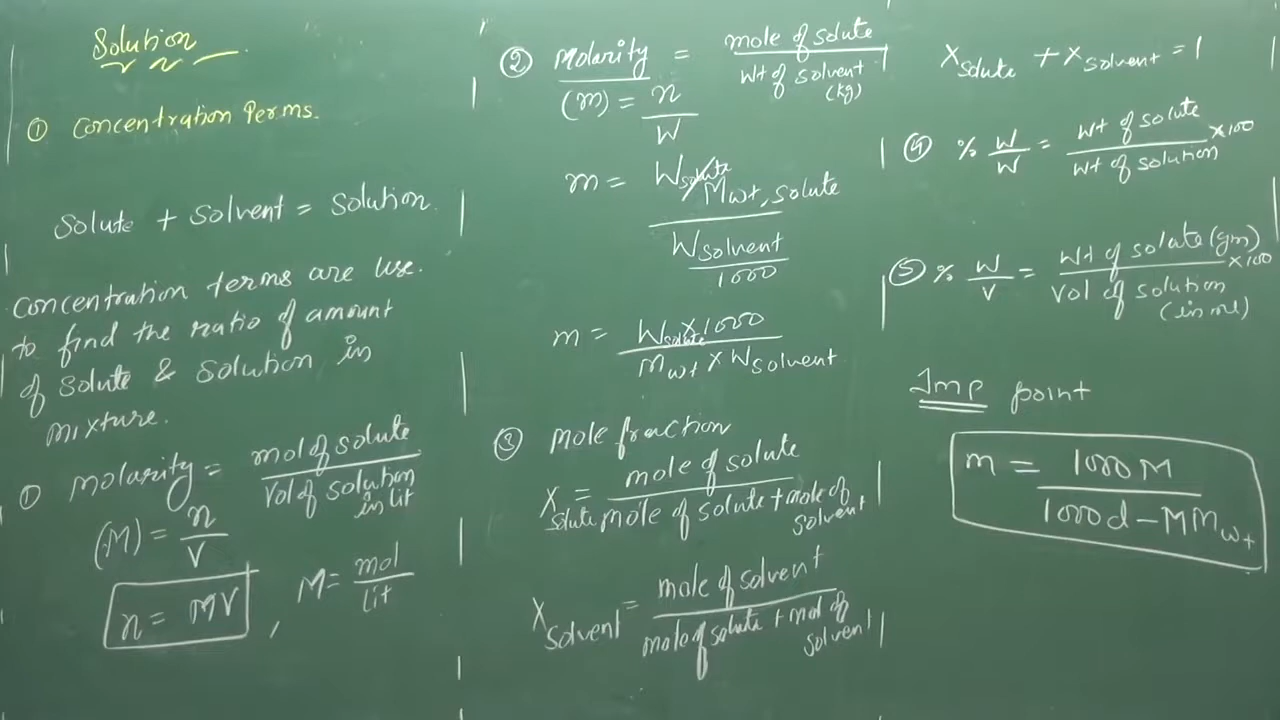 Solution
① Concentration Perms.
Solute + Solvent = Solution.
Concentration terms are use.
to find the ratio of amount
of Solute & Solution in
mixture.
① Molarity = mol of solute / Vol of solution in lit
(M) = n / V
n = MV , M = mol / lit
② Molarity = mole of solute / Wt of solvent (kg)
(m) = n / W
m = Wsolute / Mwt, solute / Wsolvent / 1000
m = Wsolute × 1000 / Mwt × Wsolvent
③ Mole fraction
Xsolute = mole of solute / mole of solute + mole of solvent
Xsolvent = mole of solvent / mole of solute + mol of solvent
Xsolute + Xsolvent = 1
④ % W/W = Wt of solute / Wt of solution × 100
⑤ % W/V = Wt of solute (gm) / Vol of solution (in ml) × 100
Imp point
m = 1000 M / 1000 d - M Mwt